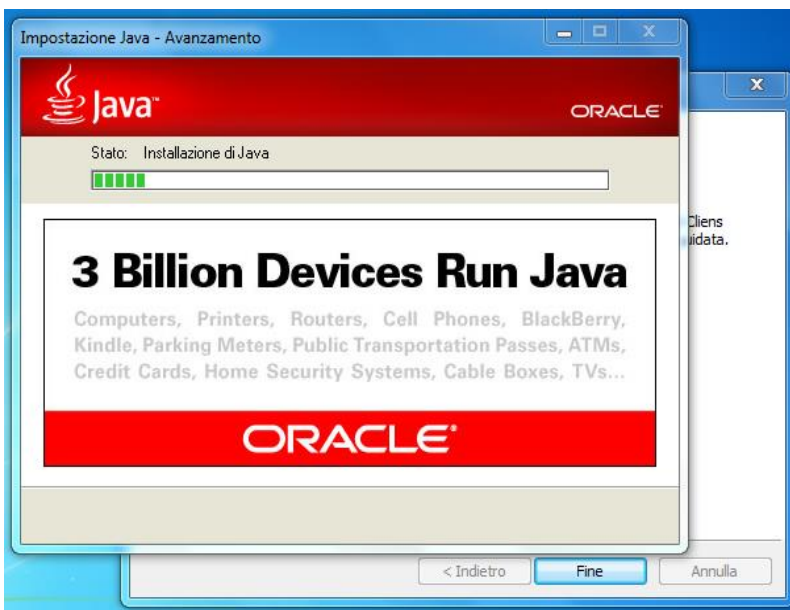 Impostazione Java - Avanzamento
Java™
ORACLE®
Stato: Installazione di Java
3 Billion Devices Run Java
Computers, Printers, Routers, Cell Phones, BlackBerry,
Kindle, Parking Meters, Public Transportation Passes, ATMs,
Credit Cards, Home Security Systems, Cable Boxes, TVs...
ORACLE®
Cliens
uidata.
< Indietro
Fine
Annulla